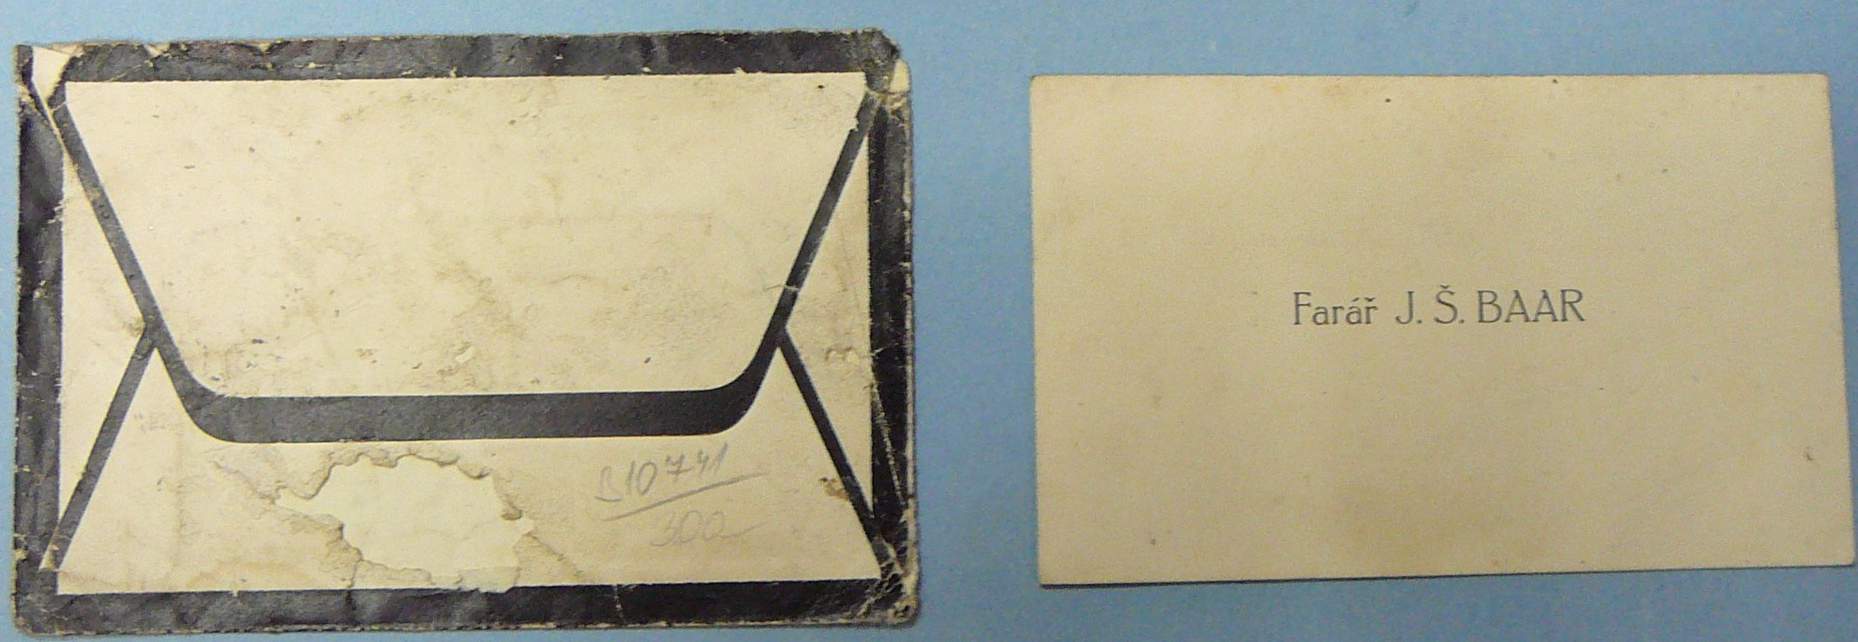 B10741
300-
Farář J. Š. BAAR